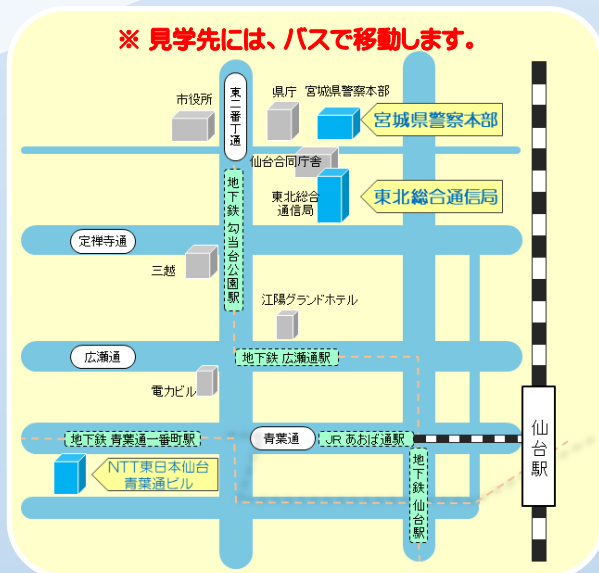 ※ 見学先には、バスで移動します。
東二番丁通
市役所
県庁
宮城県警察本部
宮城県警察本部
仙台合同庁舎
地下鉄 勾当台公園駅
東北総合
通信局
東北総合通信局
定禅寺通
三越
江陽グランドホテル
広瀬通
地下鉄 広瀬通駅
電力ビル
仙台駅
地下鉄 青葉通一番町駅
青葉通
JR あおば通駅
地下鉄 仙台駅
NTT東日本仙台
青葉通ビル